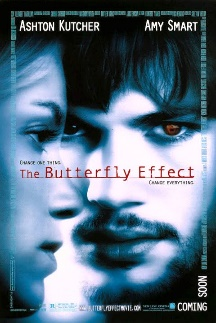 ASHTON KUTCHER AMY SMART
CHANGE ONE THING.
The Butterfly Effect
CHANGE EVERYTHING.
COMING SOON